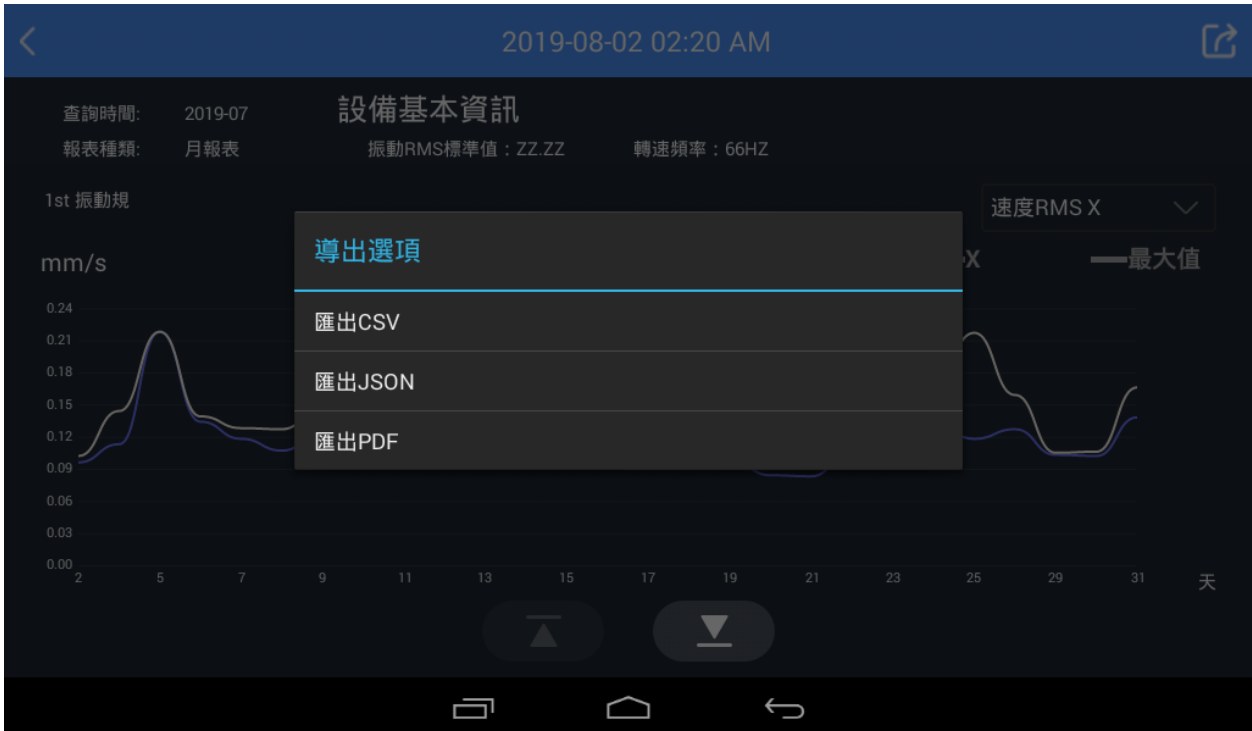 2019-08-02 02:20 AM
查詢時間: 2019-07 設備基本資訊
報表種類: 月報表 振動RMS標準值：ZZ.ZZ 轉速頻率：66HZ
1st 振動規
速度RMS X
導出選項
mm/s
X 最大值
匯出CSV
匯出JSON
匯出PDF
0.24
0.21
0.18
0.15
0.12
0.09
0.06
0.03
0.00
2 5 7 9 11 13 15 17 19 21 23 25 29 31 天